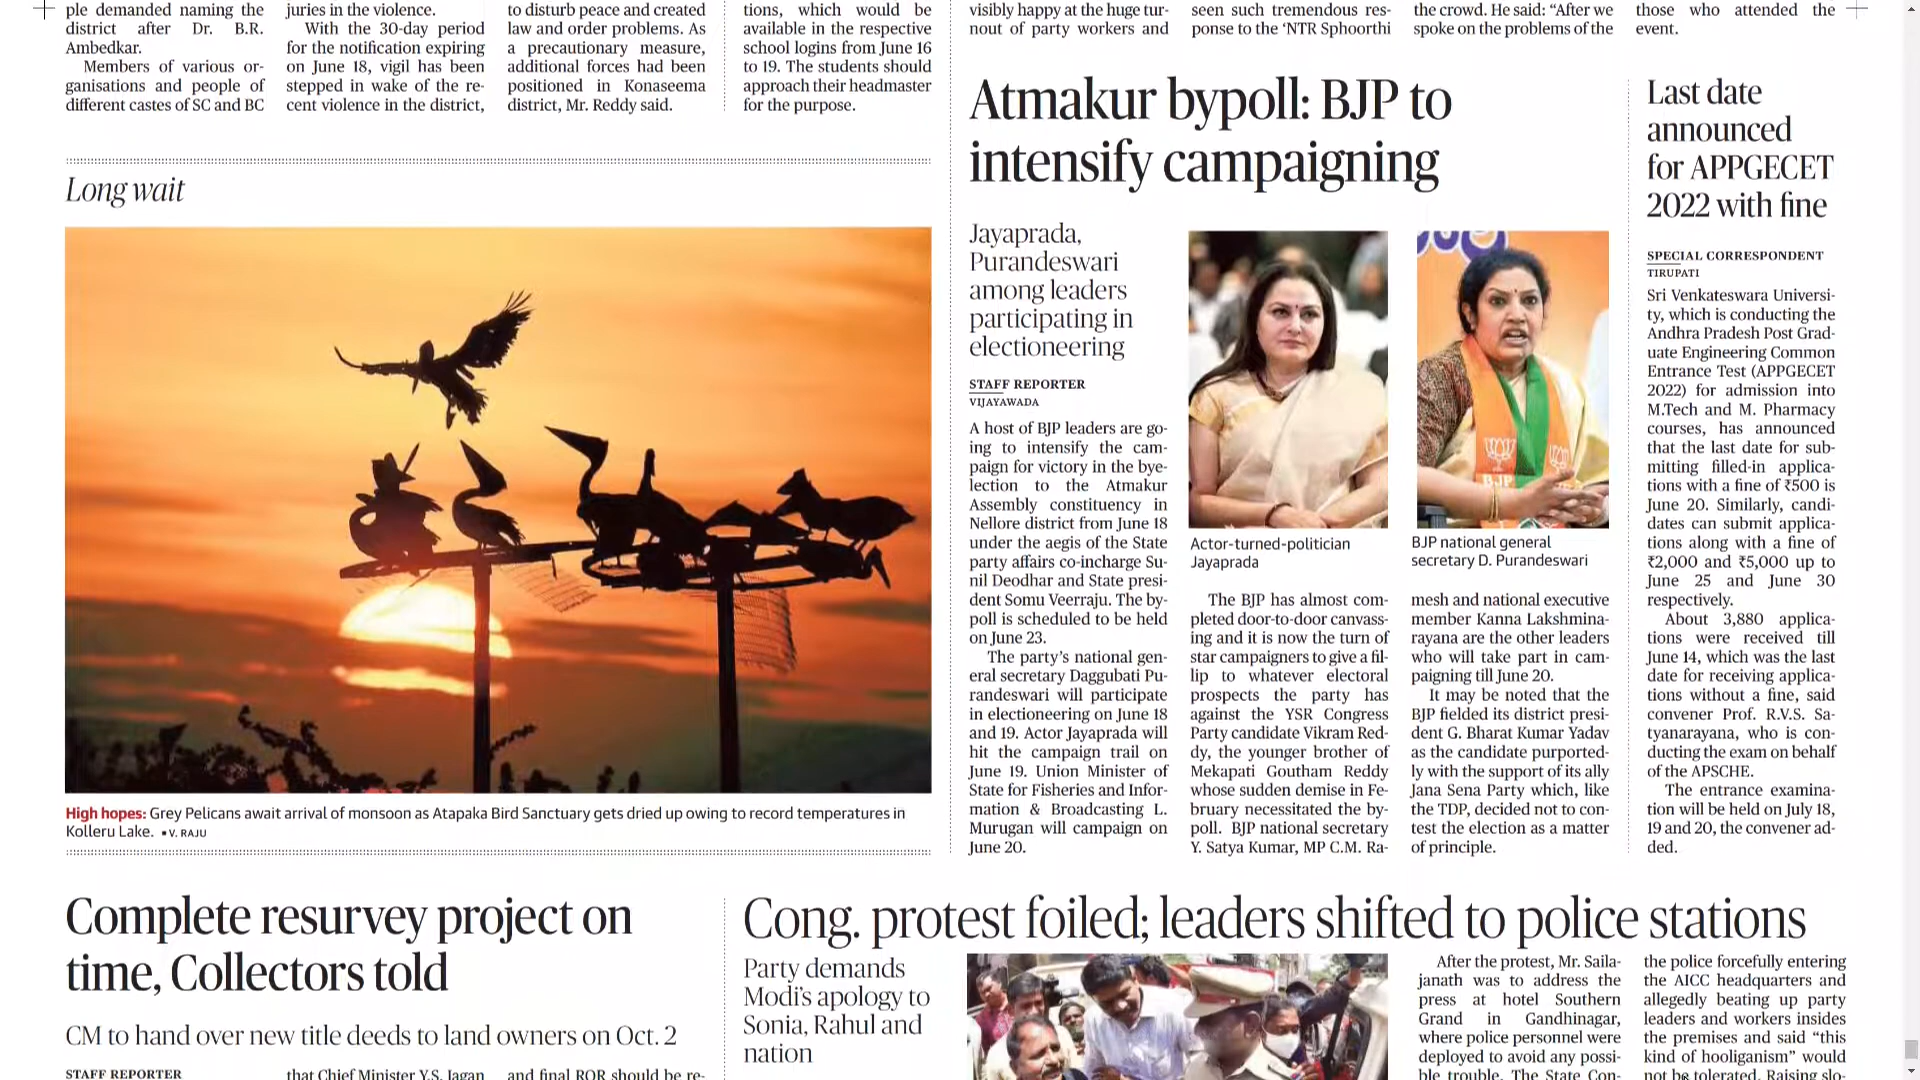 ple demanded naming the
district after Dr. B.R.
Ambedkar.
Members of various or-
ganisations and people of
different castes of SC and BC
juries in the violence.
With the 30-day period
for the notification expiring
on June 18, vigil has been
stepped in wake of the re-
cent violence in the district,
to disturb peace and created
law and order problems. As
a precautionary measure,
additional forces had been
positioned in Konaseema
district, Mr. Reddy said.
tions, which would be
available in the respective
school logins from June 16
to 19. The students should
approach their headmaster
for the purpose.
visibly happy at the huge tur-
nout of party workers and
seen such tremendous res-
ponse to the ‘NTR Sphoorthi
the crowd. He said: “After we
spoke on the problems of the
those who attended the
event.
Long wait
High hopes: Grey Pelicans await arrival of monsoon as Atapaka Bird Sanctuary gets dried up owing to record temperatures in
Kolleru Lake. • V. RAJU
Atmakur bypoll: BJP to
intensify campaigning
Jayaprada,
Purandeswari
among leaders
participating in
electioneering
STAFF REPORTER
VIJAYAWADA
A host of BJP leaders are go-
ing to intensify the cam-
paign for victory in the bye-
lection to the Atmakur
Assembly constituency in
Nellore district from June 18
under the aegis of the State
party affairs co-incharge Su-
nil Deodhar and State presi-
dent Somu Veerraju. The by-
poll is scheduled to be held
on June 23.
The party’s national gen-
eral secretary Daggubati Pu-
randeswari will participate
in electioneering on June 18
and 19. Actor Jayaprada will
hit the campaign trail on
June 19. Union Minister of
State for Fisheries and Infor-
mation & Broadcasting L.
Murugan will campaign on
June 20.
Actor-turned-politician
Jayaprada
The BJP has almost com-
pleted door-to-door canvass-
ing and it is now the turn of
star campaigners to give a fil-
lip to whatever electoral
prospects the party has
against the YSR Congress
Party candidate Vikram Red-
dy, the younger brother of
Mekapati Goutham Reddy
whose sudden demise in Fe-
bruary necessitated the by-
poll. BJP national secretary
Y. Satya Kumar, MP C.M. Ra-
BJP
BJP national general
secretary D. Purandeswari
mesh and national executive
member Kanna Lakshmina-
rayana are the other leaders
who will take part in cam-
paigning till June 20.
It may be noted that the
BJP fielded its district presi-
dent G. Bharat Kumar Yadav
as the candidate purported-
ly with the support of its ally
Jana Sena Party which, like
the TDP, decided not to con-
test the election as a matter
of principle.
Last date
announced
for APPGECET
2022 with fine
SPECIAL CORRESPONDENT
TIRUPATI
Sri Venkateswara Universi-
ty, which is conducting the
Andhra Pradesh Post Grad-
uate Engineering Common
Entrance Test (APPGECET
2022) for admission into
M.Tech and M. Pharmacy
courses, has announced
that the last date for sub-
mitting filled-in applica-
tions with a fine of ₹500 is
June 20. Similarly, candi-
dates can submit applica-
tions along with a fine of
₹2,000 and ₹5,000 up to
June 25 and June 30
respectively.
About 3,880 applica-
tions were received till
June 14, which was the last
date for receiving applica-
tions without a fine, said
convener Prof. R.V.S. Sa-
tyanarayana, who is con-
ducting the exam on behalf
of the APSCHE.
The entrance examina-
tion will be held on July 18,
19 and 20, the convener ad-
ded.
Complete resurvey project on
time, Collectors told
CM to hand over new title deeds to land owners on Oct. 2
STAFF REPORTER
that Chief Minister Y.S. Jagan
and final ROR should be re-
Cong. protest foiled; leaders shifted to police stations
Party demands
Modi’s apology to
Sonia, Rahul and
nation
After the protest, Mr. Saila-
janath was to address the
press at hotel Southern
Grand in Gandhinagar,
where police personnel were
deployed to avoid any possi-
ble trouble. The State Con-
the police forcefully entering
the AICC headquarters and
allegedly beating up party
leaders and workers insides
the premises and said “this
kind of hooliganism” would
not be tolerated. Raising slo-